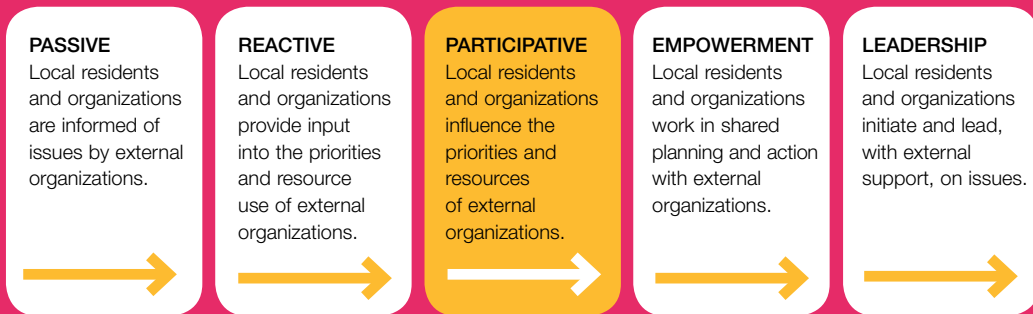 PASSIVE
Local residents
and organizations
are informed of
issues by external
organizations.
REACTIVE
Local residents
and organizations
provide input
into the priorities
and resource
use of external
organizations.
PARTICIPATIVE
Local residents
and organizations
influence the
priorities and
resources
of external
organizations.
EMPOWERMENT
Local residents
and organizations
work in shared
planning and action
with external
organizations.
LEADERSHIP
Local residents
and organizations
initiate and lead,
with external
support, on issues.